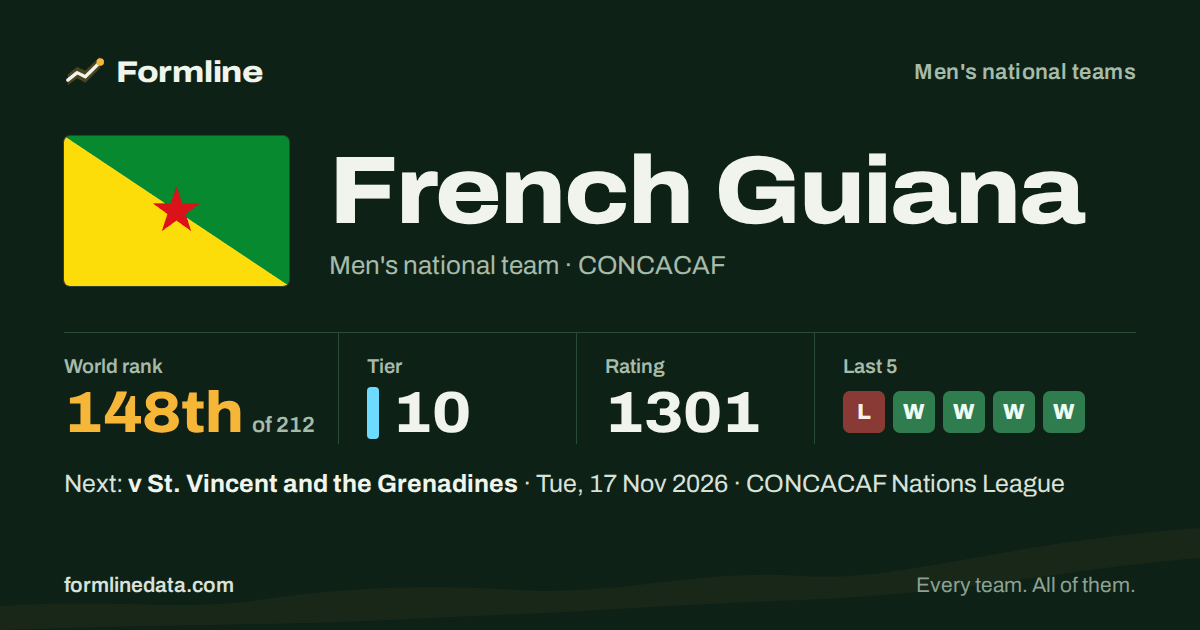 Formline
Men's national teams
French Guiana
Men's national team · CONCACAF
World rank
148th of 212
Tier
10
Rating
1301
Last 5
L W W W W
Next: v St. Vincent and the Grenadines · Tue, 17 Nov 2026 · CONCACAF Nations League
formlinedata.com
Every team. All of them.